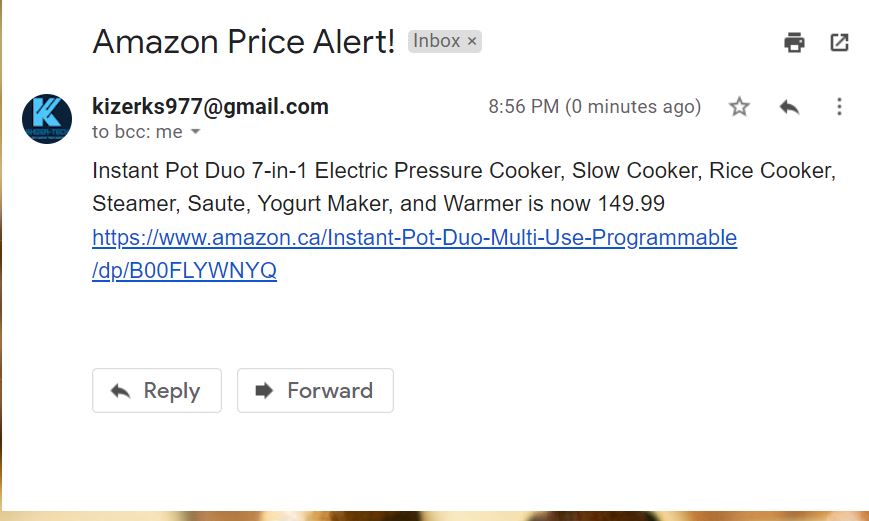 Amazon Price Alert! Inbox ×
kizerks977@gmail.com 8:56 PM (0 minutes ago)
to bcc: me
Instant Pot Duo 7-in-1 Electric Pressure Cooker, Slow Cooker, Rice Cooker,
Steamer, Saute, Yogurt Maker, and Warmer is now 149.99
https://www.amazon.ca/Instant-Pot-Duo-Multi-Use-Programmable
/dp/B00FLYWNYQ
Reply Forward